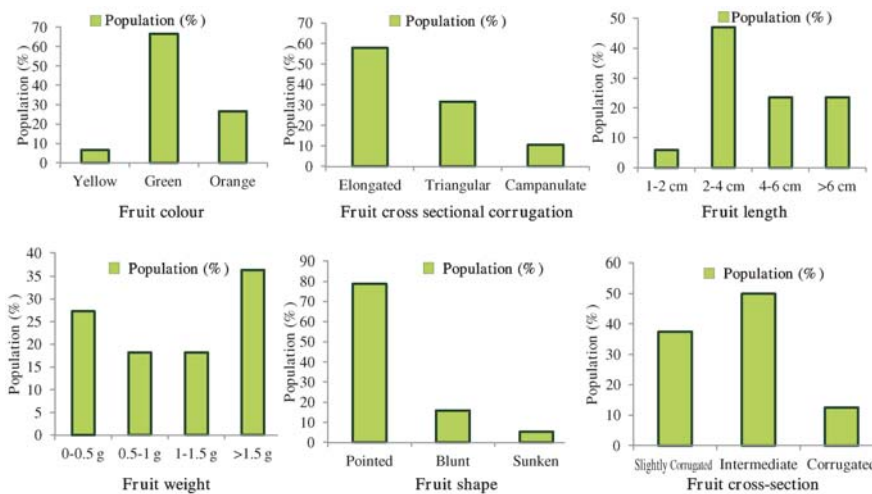 Population (%)
Population (%)
70
60
50
40
30
20
10
0
Yellow Green Orange
Fruit colour
Population (%)
Population (%)
70
60
50
40
30
20
10
0
Elongated Triangular Campanulate
Fruit cross sectional corrugation
Population (%)
Population (%)
50
40
30
20
10
0
1-2 cm 2-4 cm 4-6 cm >6 cm
Fruit length
Population (%)
Population (%)
40
35
30
25
20
15
10
5
0
0-0.5 g 0.5-1 g 1-1.5 g >1.5 g
Fruit weight
Population (%)
Population (%)
90
80
70
60
50
40
30
20
10
0
Pointed Blunt Sunken
Fruit shape
Population (%)
Population (%)
60
50
40
30
20
10
0
Slightly Corrugated Intermediate Corrugated
Fruit cross-section